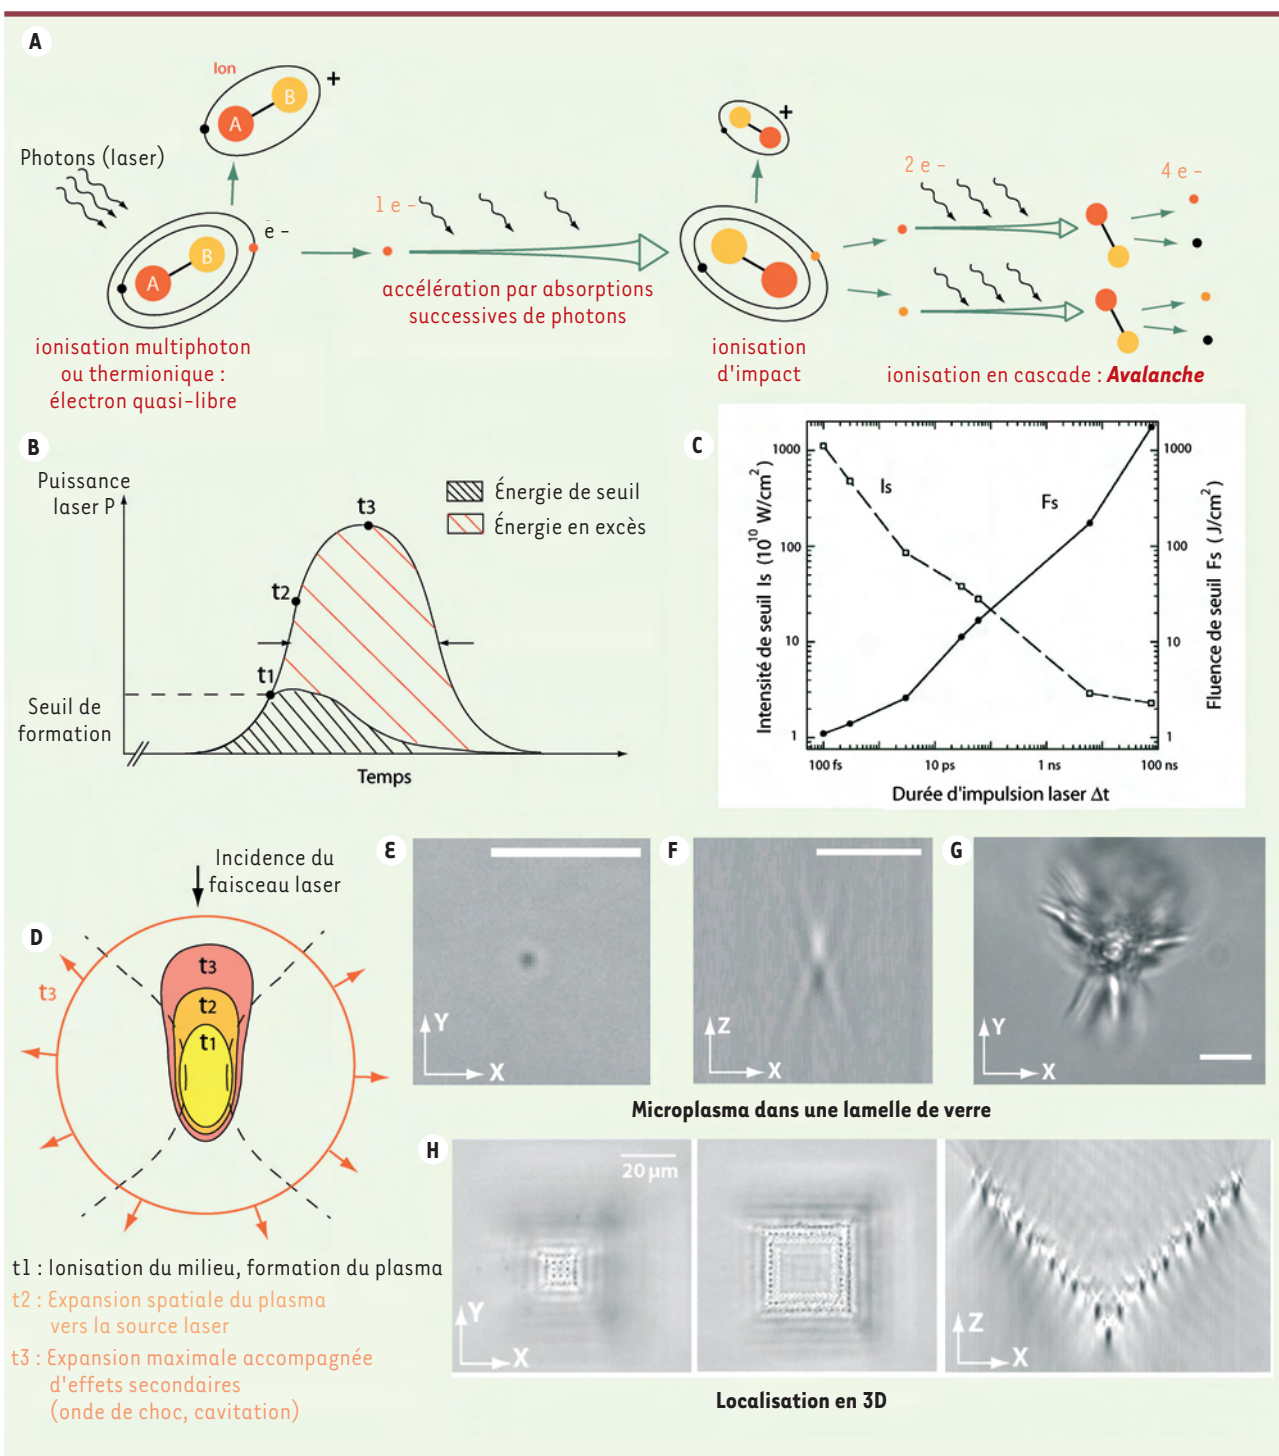 A
Ion
+
B
A
Photons (laser)
B
A
e -
1 e -
+
2 e -
4 e -
accélération par absorptions
successives de photons
ionisation multiphoton
ou thermionique :
électron quasi-libre
ionisation
d'impact
ionisation en cascade : Avalanche
B
Puissance
laser P
t3
t2
t1
Énergie de seuil
Énergie en excès
Seuil de
formation
Temps
C
Intensité de seuil Is (10^10 W/cm^2)
1000
100
10
1
Is
Fs
1000
100
10
1
Fluence de seuil Fs (J/cm^2)
100 fs
10 ps
1 ns
100 ns
Durée d'impulsion laser Δt
Incidence du
faisceau laser
D
t3
t3
t2
t1
E
Y
X
F
Z
X
G
Y
X
Microplasma dans une lamelle de verre
H
20 µm
Y
X
Z
X
Localisation en 3D
t1 : Ionisation du milieu, formation du plasma
t2 : Expansion spatiale du plasma
vers la source laser
t3 : Expansion maximale accompagnée
d'effets secondaires
(onde de choc, cavitation)